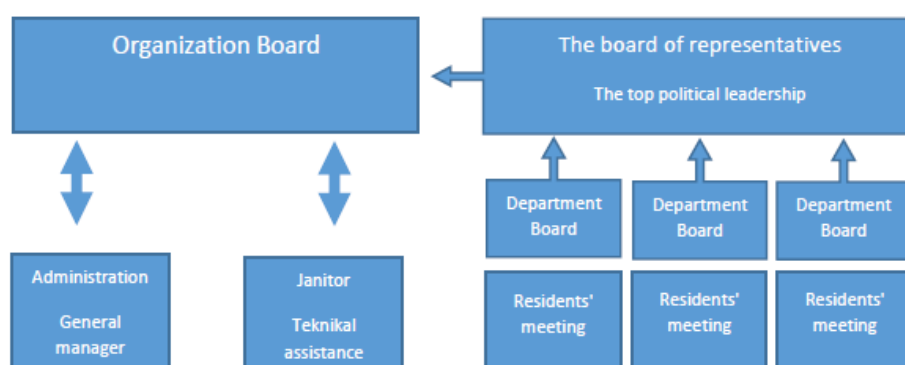 Organization Board
The board of representatives
The top political leadership
Department
Board
Department
Board
Department
Board
Administration
General
manager
Janitor
Teknikal
assistance
Residents'
meeting
Residents'
meeting
Residents'
meeting